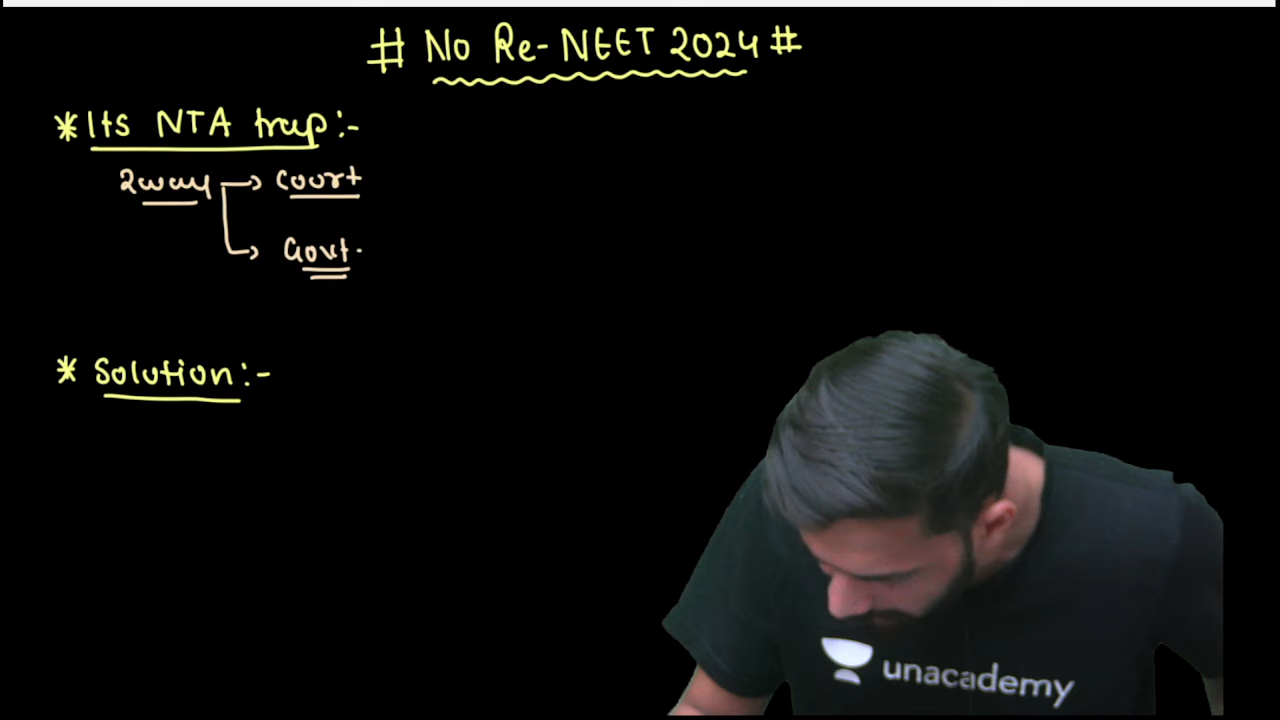 # No Re-NEET 2024 #
* Its NTA trap :-
2way → Court
→ Govt.
* Solution :-
unacademy